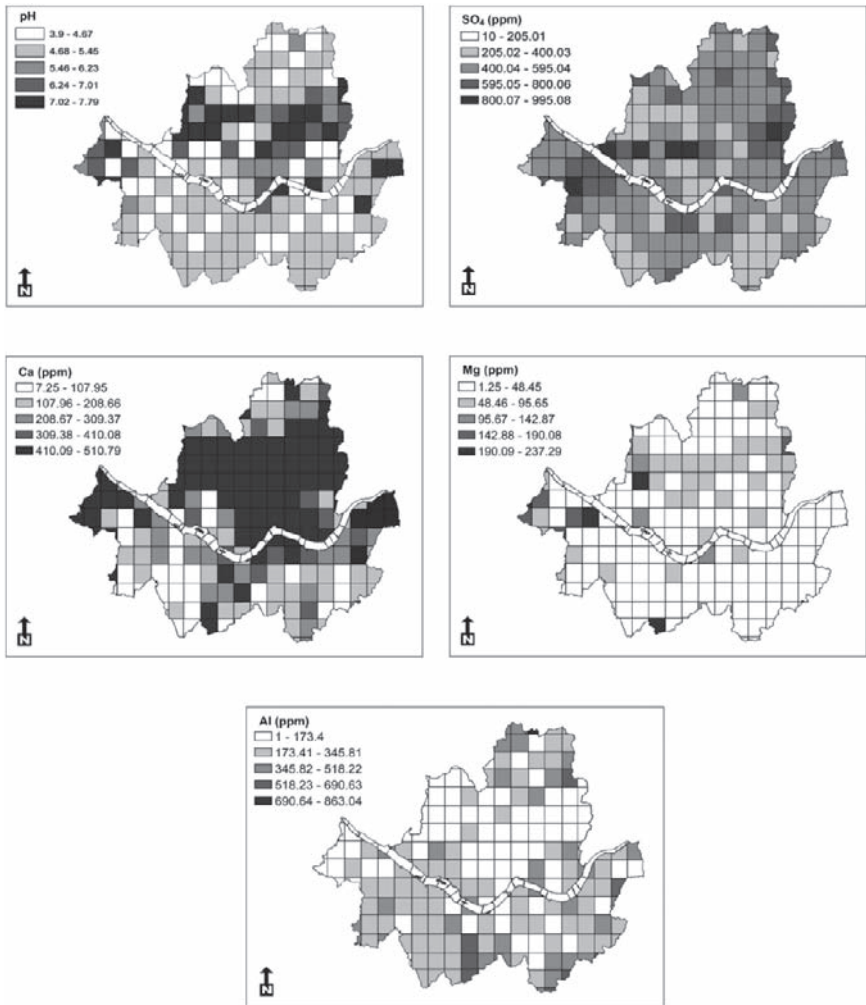 pH
3.9 - 4.67
4.68 - 5.45
5.46 - 6.23
6.24 - 7.01
7.02 - 7.79
N
SO₄ (ppm)
10 - 205.01
205.02 - 400.03
400.04 - 595.04
595.05 - 800.06
800.07 - 995.08
N
Ca (ppm)
7.25 - 107.95
107.96 - 208.66
208.67 - 309.37
309.38 - 410.08
410.09 - 510.79
N
Mg (ppm)
1.25 - 48.45
48.46 - 95.65
95.67 - 142.87
142.88 - 190.08
190.09 - 237.29
N
Al (ppm)
1 - 173.4
173.41 - 345.81
345.82 - 518.22
518.23 - 690.63
690.64 - 863.04
N